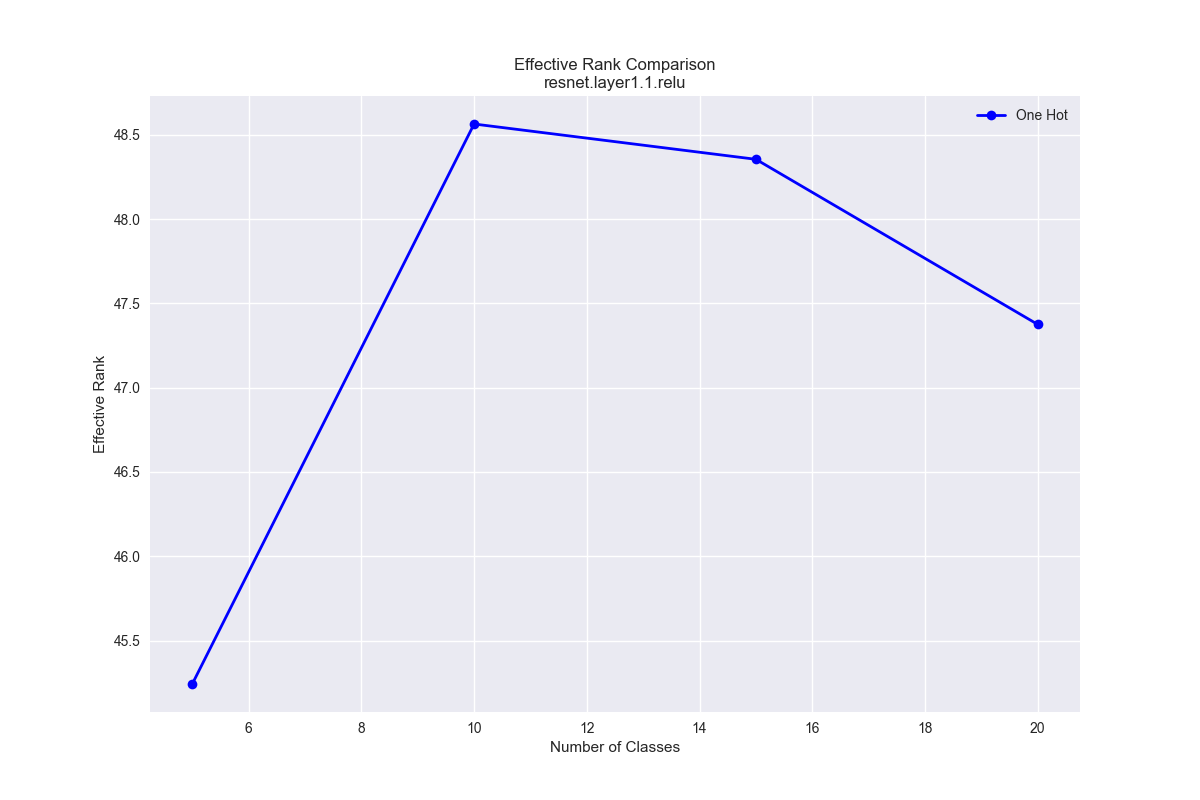 Effective Rank Comparison
resnet.layer1.1.relu
One Hot
48.5
48.0
47.5
47.0
46.5
46.0
45.5
Effective Rank
6 8 10 12 14 16 18 20
Number of Classes